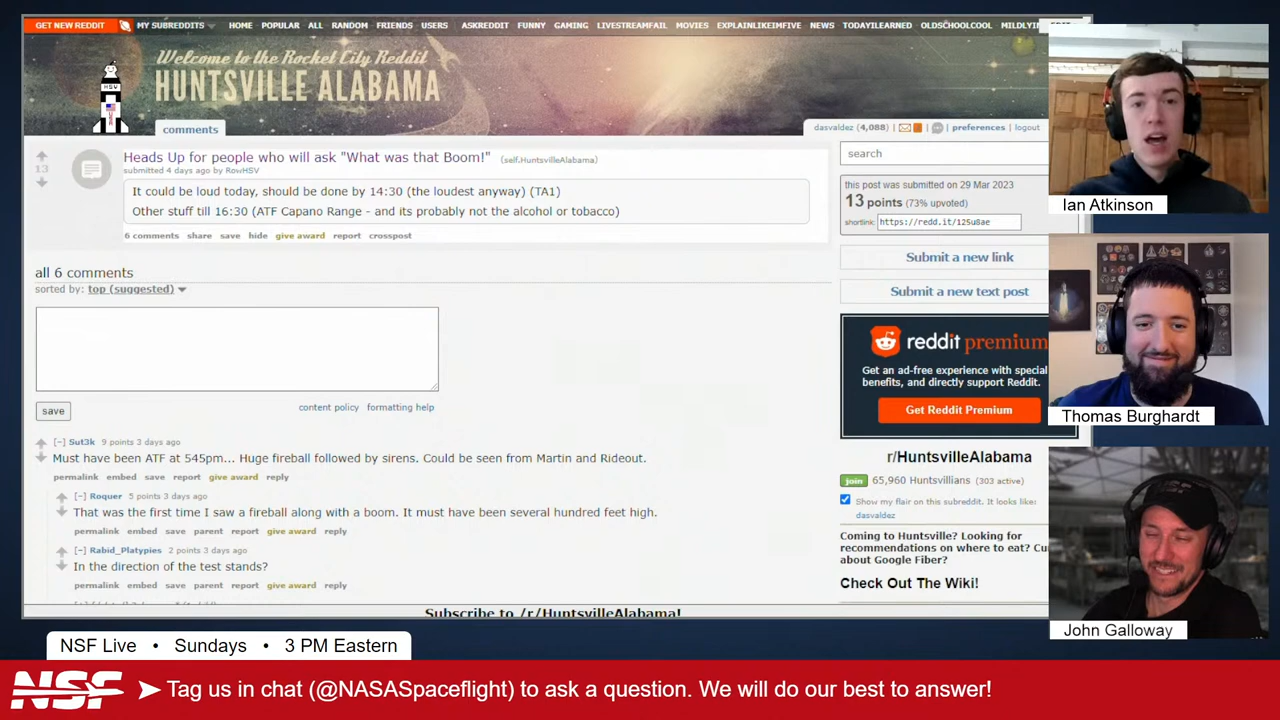 GET NEW REDDIT
MY SUBREDDITS
HOME POPULAR ALL RANDOM FRIENDS USERS ASKREDDIT FUNNY GAMING LIVESTREAMFAIL MOVIES EXPLAINLIKEIMFIVE NEWS TODAYILEARNED OLDSCHOOLCOOL MILDLYIN
Welcome to the Rocket City Reddit
HUNTSVILLE ALABAMA
HSV
comments
dasvaldez (4,088) | preferences | logout
13
Heads Up for people who will ask "What was that Boom!" (self.HuntsvilleAlabama)
submitted 4 days ago by RowHSV
It could be loud today, should be done by 14:30 (the loudest anyway) (TA1)
Other stuff till 16:30 (ATF Capano Range - and its probably not the alcohol or tobacco)
6 comments share save hide give award report crosspost
all 6 comments
sorted by: top (suggested)
save
content policy formatting help
[–] Sut3k 9 points 3 days ago
Must have been ATF at 545pm... Huge fireball followed by sirens. Could be seen from Martin and Rideout.
permalink embed save report give award reply
[–] Roquer 5 points 3 days ago
That was the first time I saw a fireball along with a boom. It must have been several hundred feet high.
permalink embed save parent report give award reply
[–] Rabid_Platypies 2 points 3 days ago
In the direction of the test stands?
permalink embed save parent report give award reply
Subscribe to /r/HuntsvilleAlabama!
search
this post was submitted on 29 Mar 2023
13 points (73% upvoted)
shortlink: https://redd.it/125u8ae
Submit a new link
Submit a new text post
reddit premium
Get an ad-free experience with special
benefits, and directly support Reddit.
Get Reddit Premium
r/HuntsvilleAlabama
join 65,960 Huntsvillians (303 active)
Show my flair on this subreddit. It looks like:
dasvaldez
Coming to Huntsville? Looking for
recommendations on where to eat? Cu
about Google Fiber?
Check Out The Wiki!
Ian Atkinson
Thomas Burghardt
John Galloway
NSF Live • Sundays • 3 PM Eastern
NSF
Tag us in chat (@NASASpaceflight) to ask a question. We will do our best to answer!